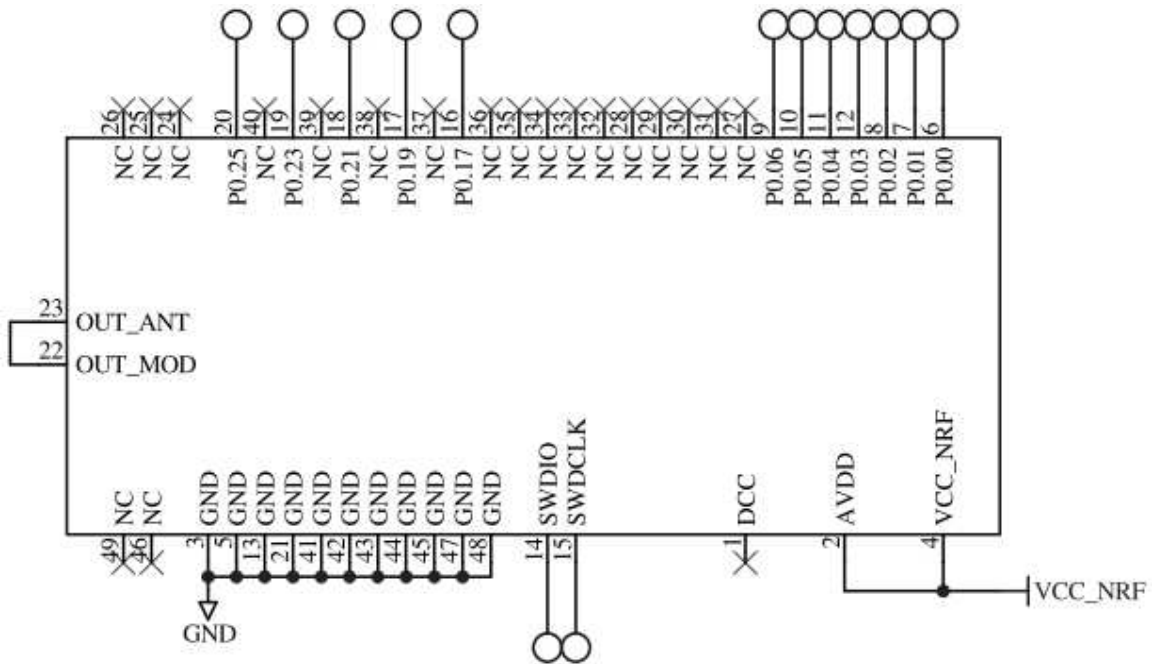 26 25 24 20 40 19 39 18 38 17 37 16 36 35 34 33 32 28 29 30 31 27 9 10 11 12 8 7 6
NC NC NC P0.25 NC P0.23 NC P0.21 NC P0.19 NC P0.17 NC NC NC NC NC NC NC NC NC NC P0.06 P0.05 P0.04 P0.03 P0.02 P0.01 P0.00
23 OUT_ANT
22 OUT_MOD
NC NC GND GND GND GND GND GND GND GND GND GND GND SWDIO SWDCLK DCC AVDD VCC_NRF
49 46 3 5 13 21 41 42 43 44 45 47 48 14 15 1 2 4
VCC_NRF
GND